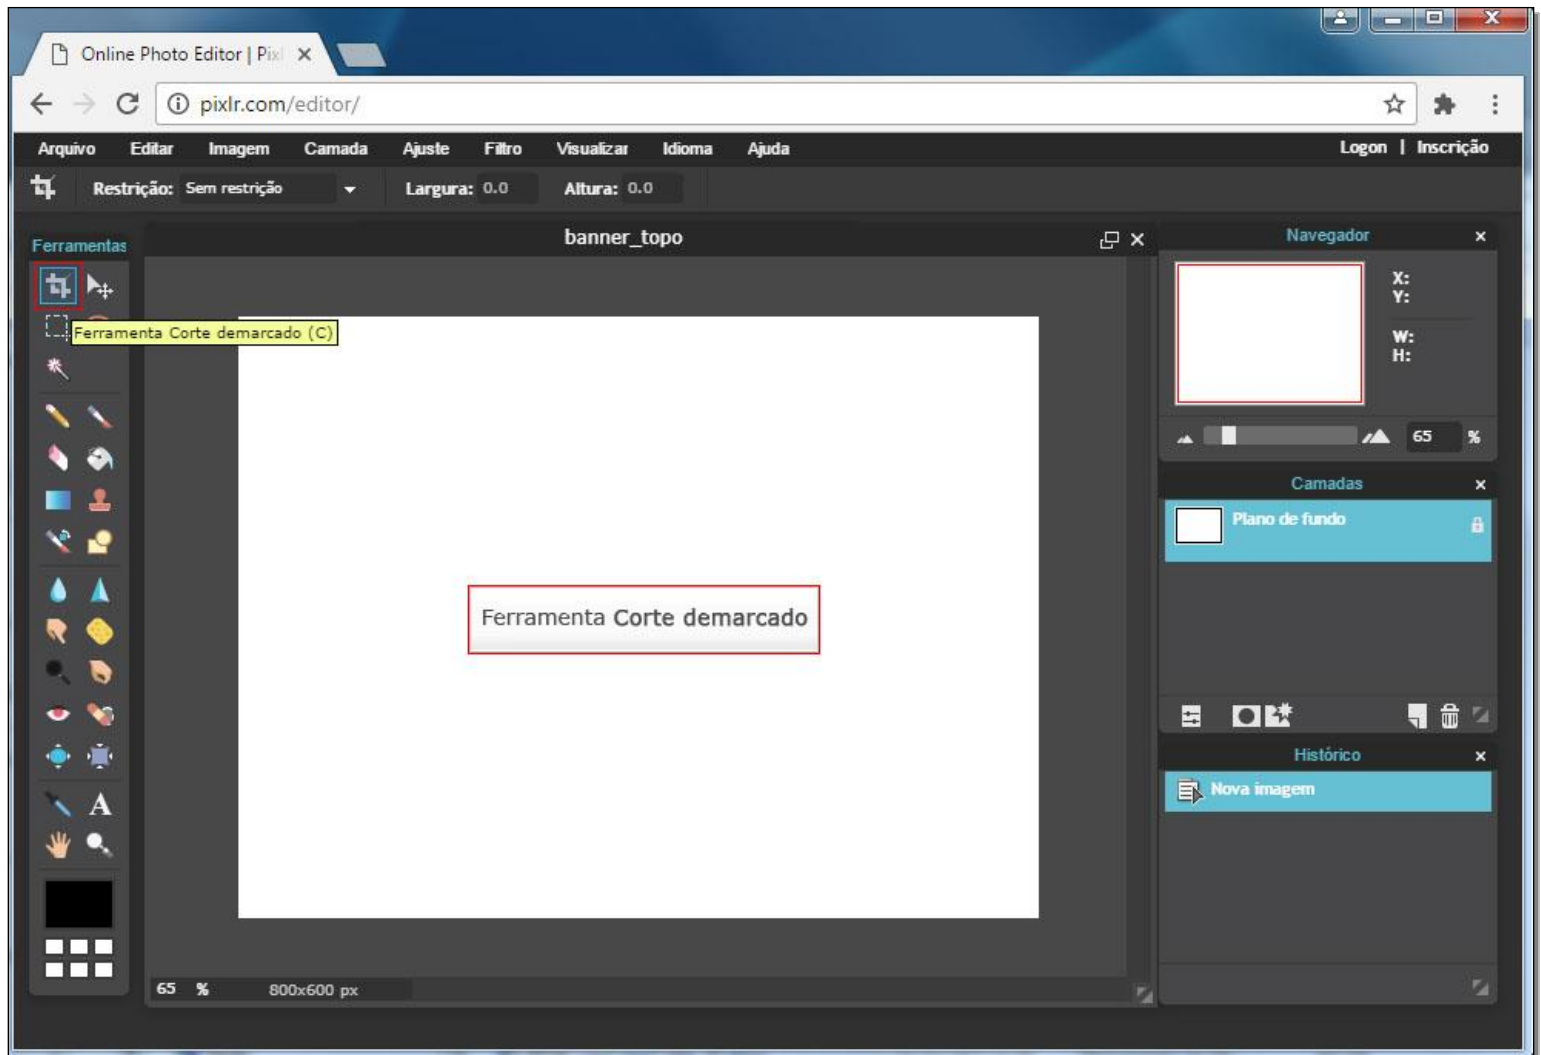 Online Photo Editor | Pixl
pixlr.com/editor/
Arquivo Editar Imagem Camada Ajuste Filtro Visualizar Idioma Ajuda Logon | Inscrição
Restrição: Sem restrição Largura: 0.0 Altura: 0.0
Ferramentas
banner_topo
Navegador
X:
Y:
W:
H:
Ferramenta Corte demarcado (C)
65 %
Camadas
Plano de fundo
Ferramenta Corte demarcado
A
Histórico
Nova imagem
65 % 800x600 px